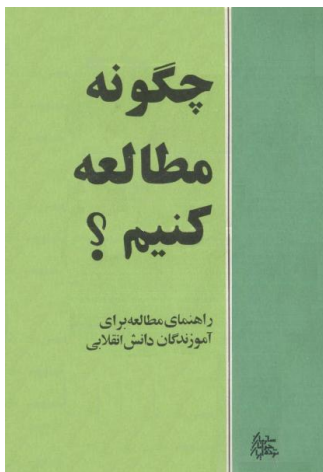 چگونه
مطالعه
کنیم ؟
راهنمای مطالعه برای
آموزندگان دانش انقلابی